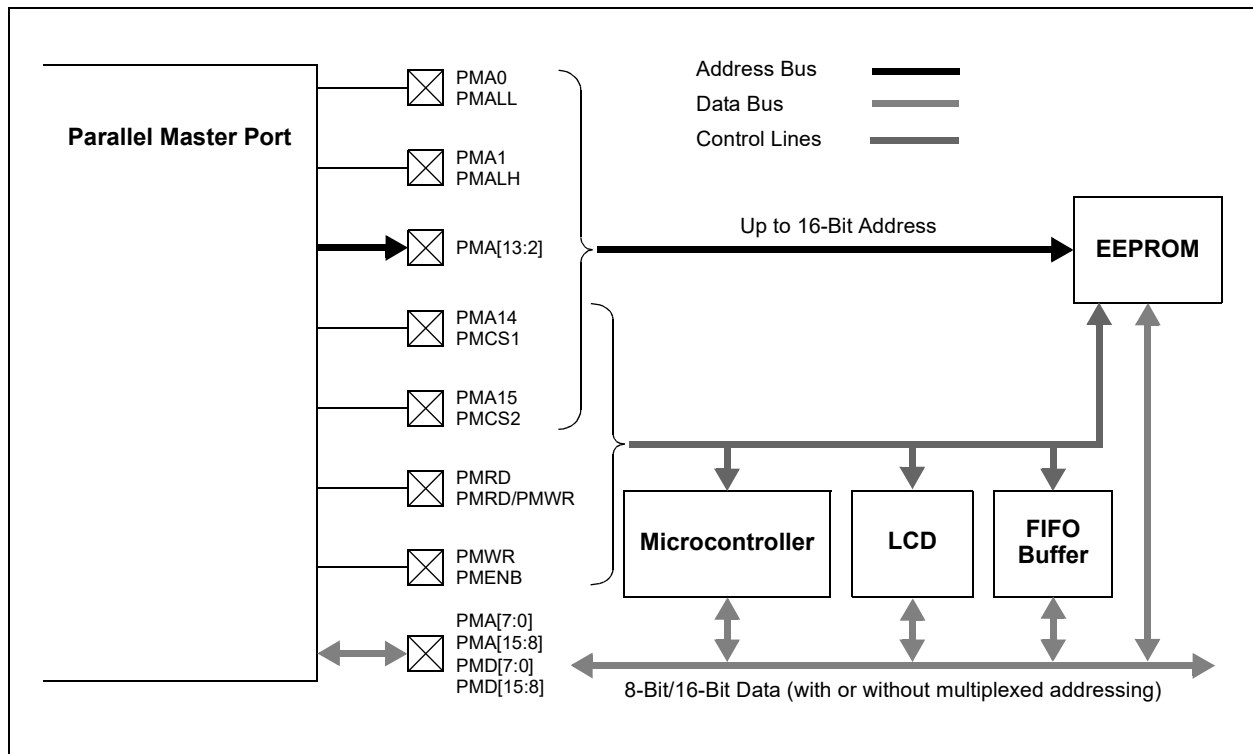 Parallel Master Port
PMA0
PMALL
PMA1
PMALH
PMA[13:2]
PMA14
PMCS1
PMA15
PMCS2
PMRD
PMRD/PMWR
PMWR
PMENB
PMA[7:0]
PMA[15:8]
PMD[7:0]
PMD[15:8]
Address Bus
Data Bus
Control Lines
Up to 16-Bit Address
EEPROM
Microcontroller
LCD
FIFO
Buffer
8-Bit/16-Bit Data (with or without multiplexed addressing)